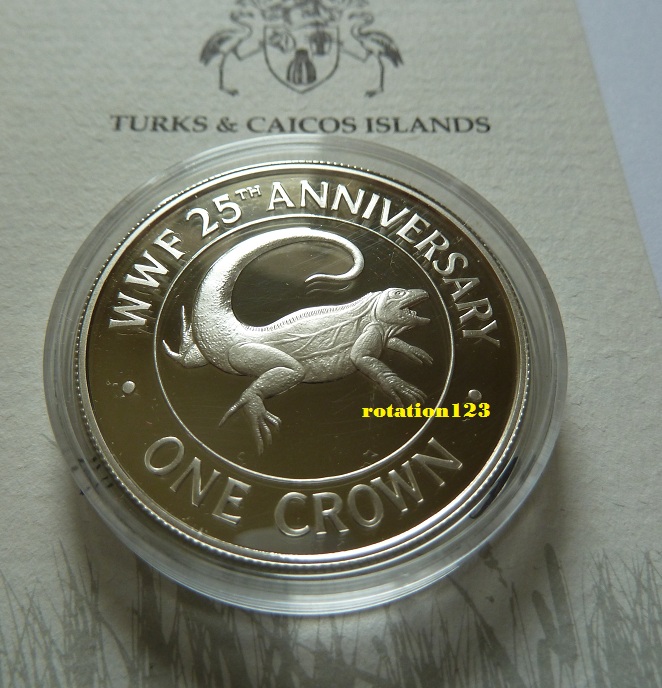 TURKS & CAICOS ISLANDS
WWF 25TH ANNIVERSARY
rotation123
ONE CROWN